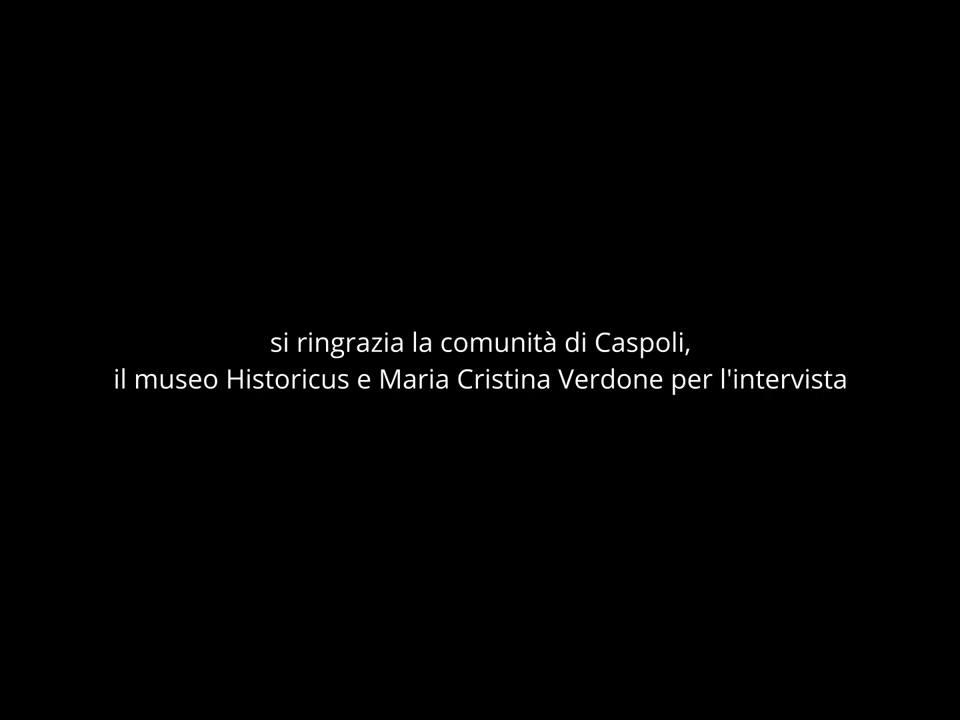 si ringrazia la comunità di Caspoli,
il museo Historicus e Maria Cristina Verdone per l'intervista